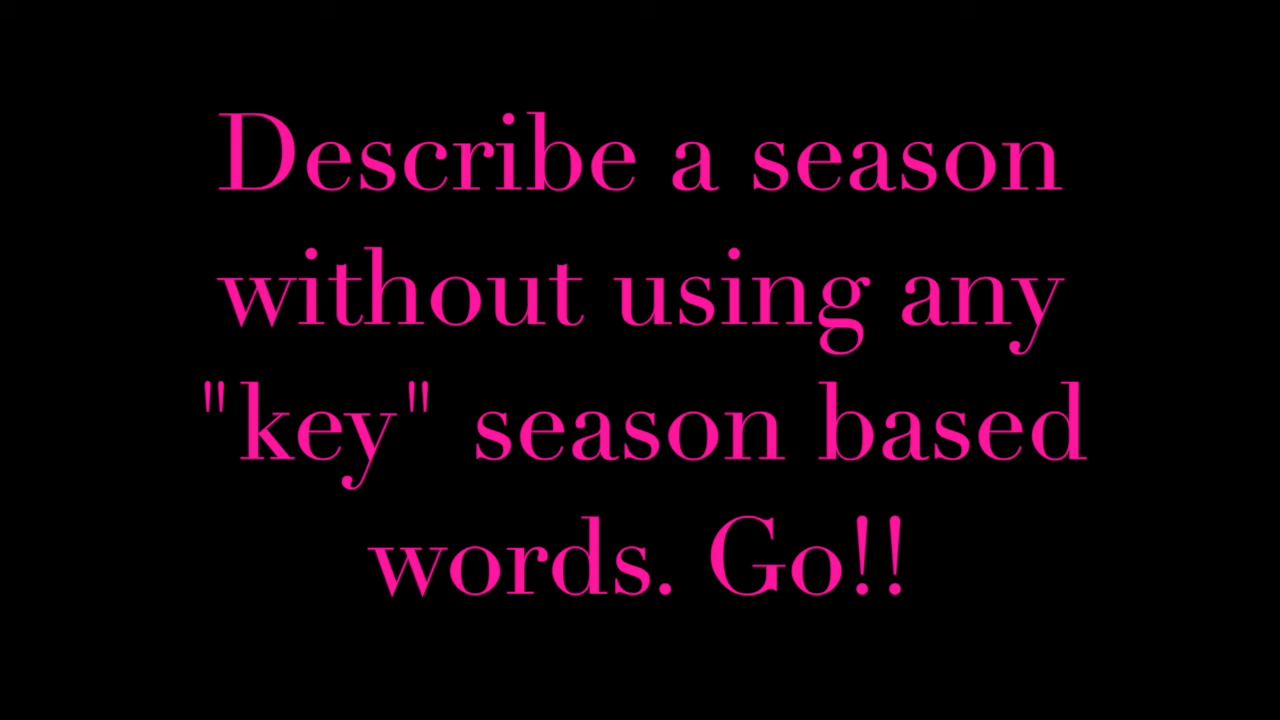 Describe a season
without using any
"key" season based
words. Go!!